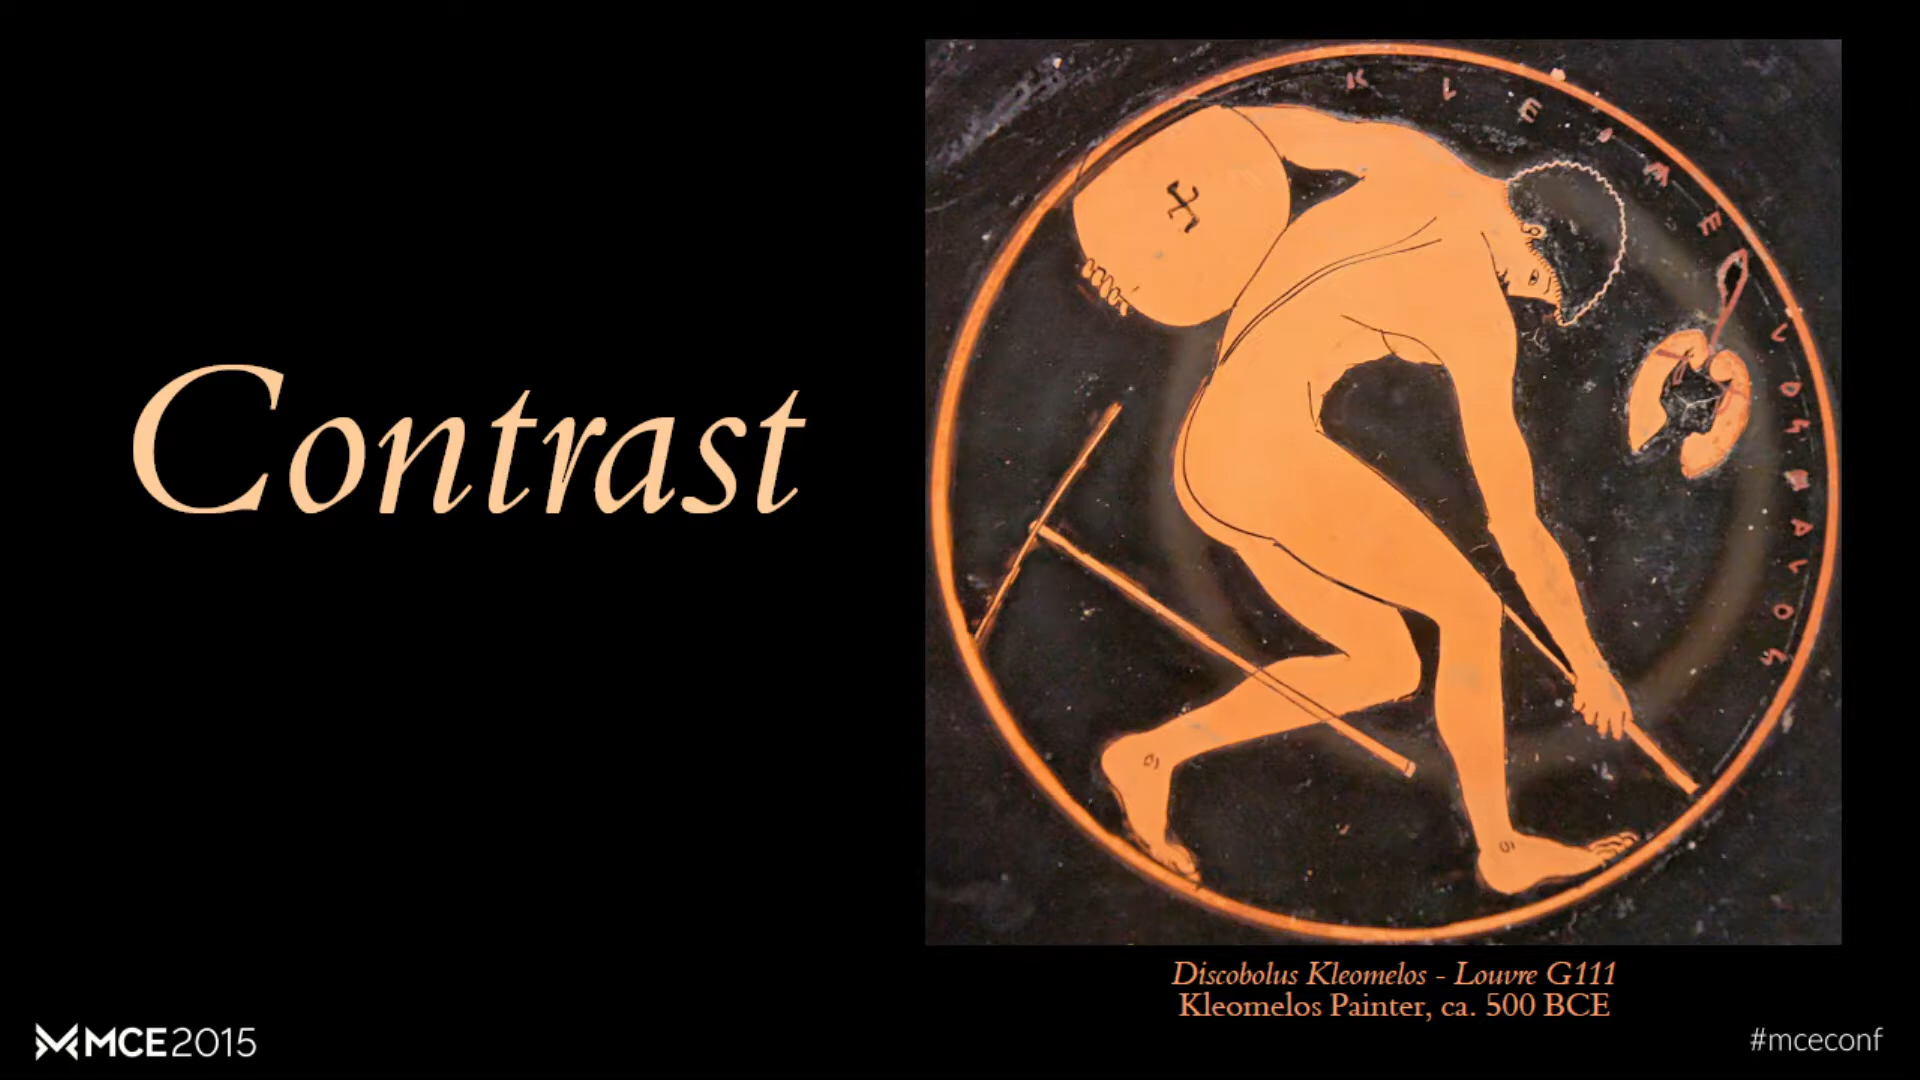 Contrast
Discobolus Kleomelos - Louvre G111
Kleomelos Painter, ca. 500 BCE
MCE2015
#mceconf